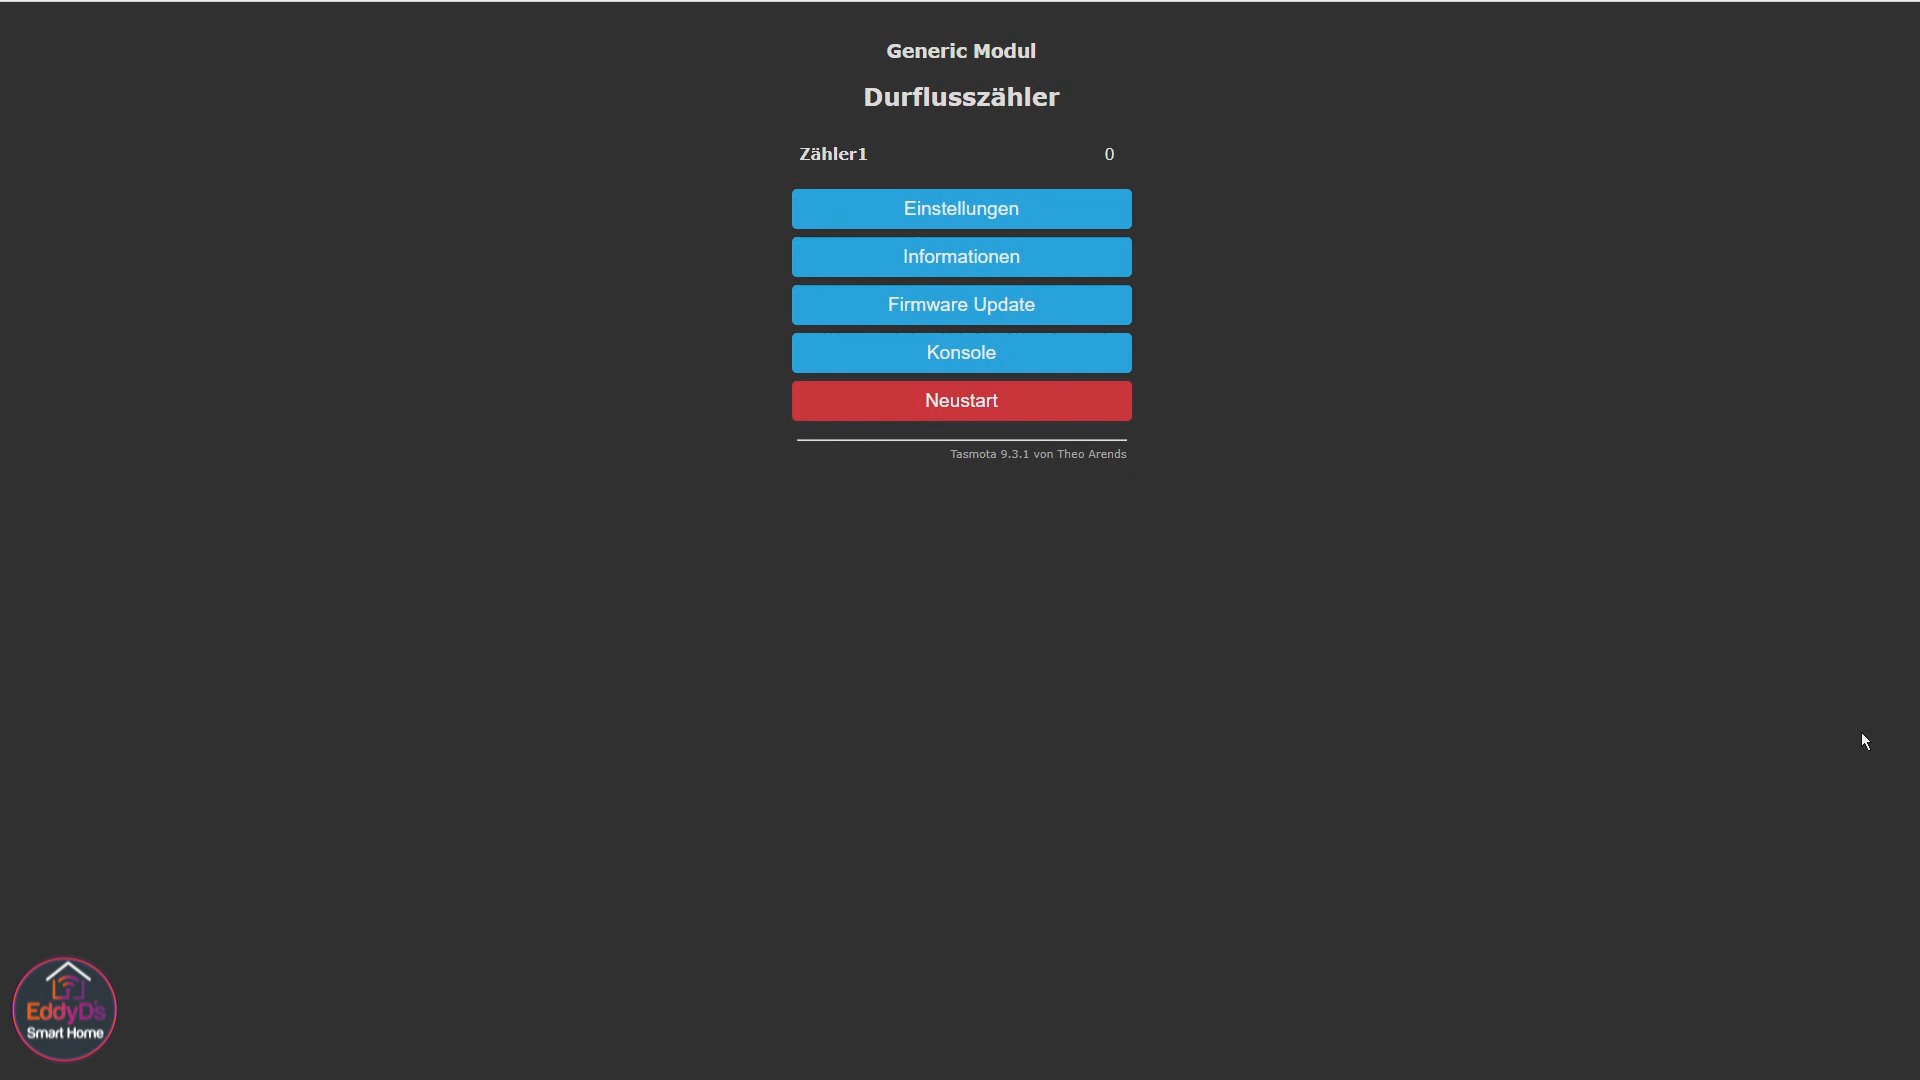 Generic Modul
Durflusszähler
Zähler1 0
Einstellungen
Informationen
Firmware Update
Konsole
Neustart
Tasmota 9.3.1 von Theo Arends
EddyD's
Smart Home